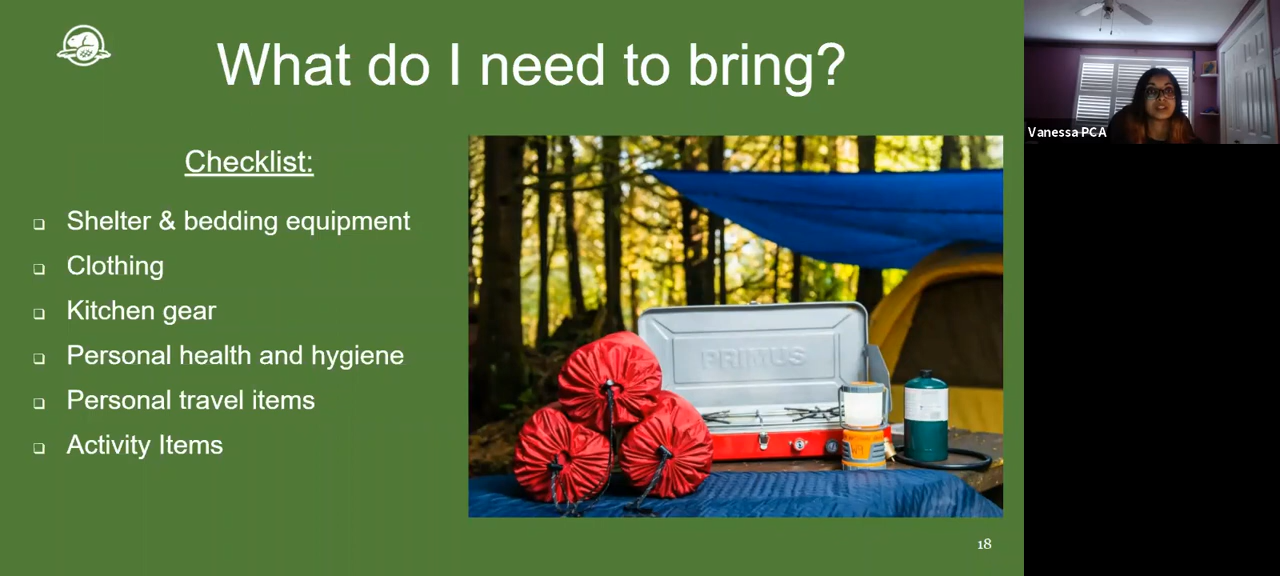 What do I need to bring?
Checklist:
Shelter & bedding equipment
Clothing
Kitchen gear
Personal health and hygiene
Personal travel items
Activity Items
PRIMUS
18
Vanessa PCA